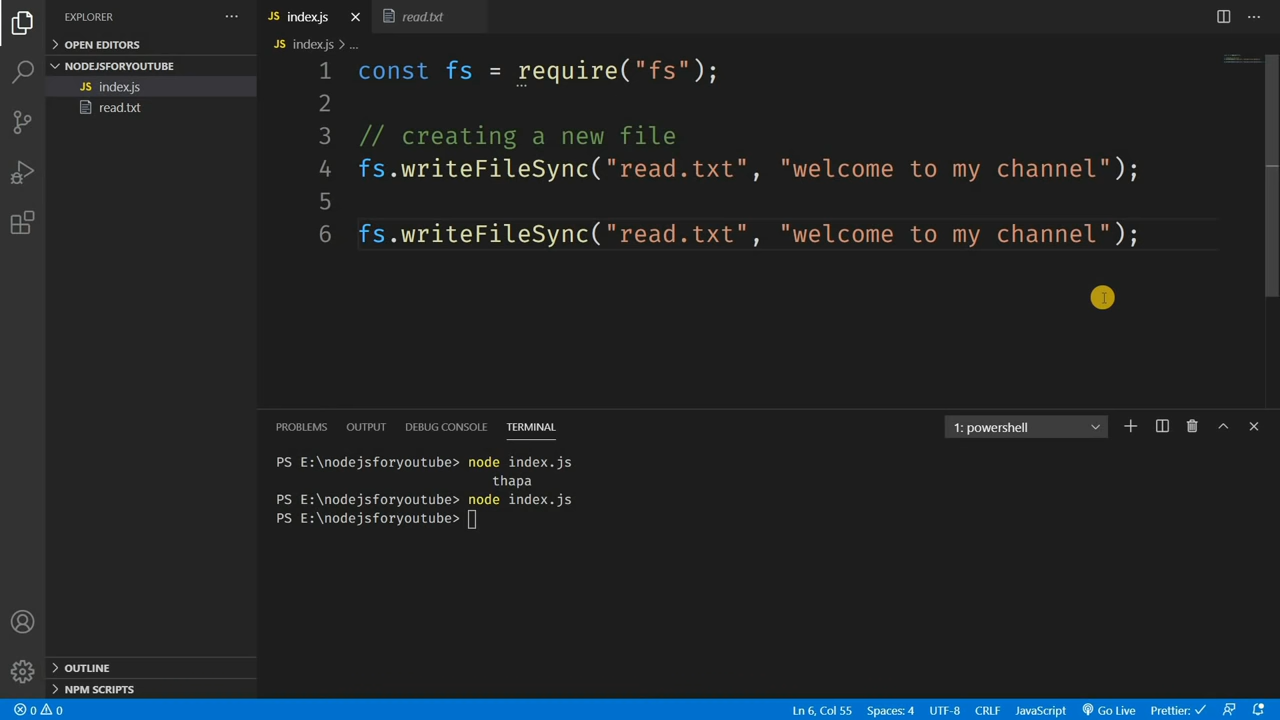 EXPLORER
OPEN EDITORS
NODEJSFORYOUTUBE
JS index.js
read.txt
OUTLINE
NPM SCRIPTS
JS index.js
read.txt
JS index.js > ...
1 const fs = require("fs");
2
3 // creating a new file
4 fs.writeFileSync("read.txt", "welcome to my channel");
5
6 fs.writeFileSync("read.txt", "welcome to my channel");
PROBLEMS OUTPUT DEBUG CONSOLE TERMINAL 1: powershell
PS E:\nodejsforyoutube> node index.js
thapa
PS E:\nodejsforyoutube> node index.js
PS E:\nodejsforyoutube>
0 0 Ln 6, Col 55 Spaces: 4 UTF-8 CRLF JavaScript Go Live Prettier: ✓